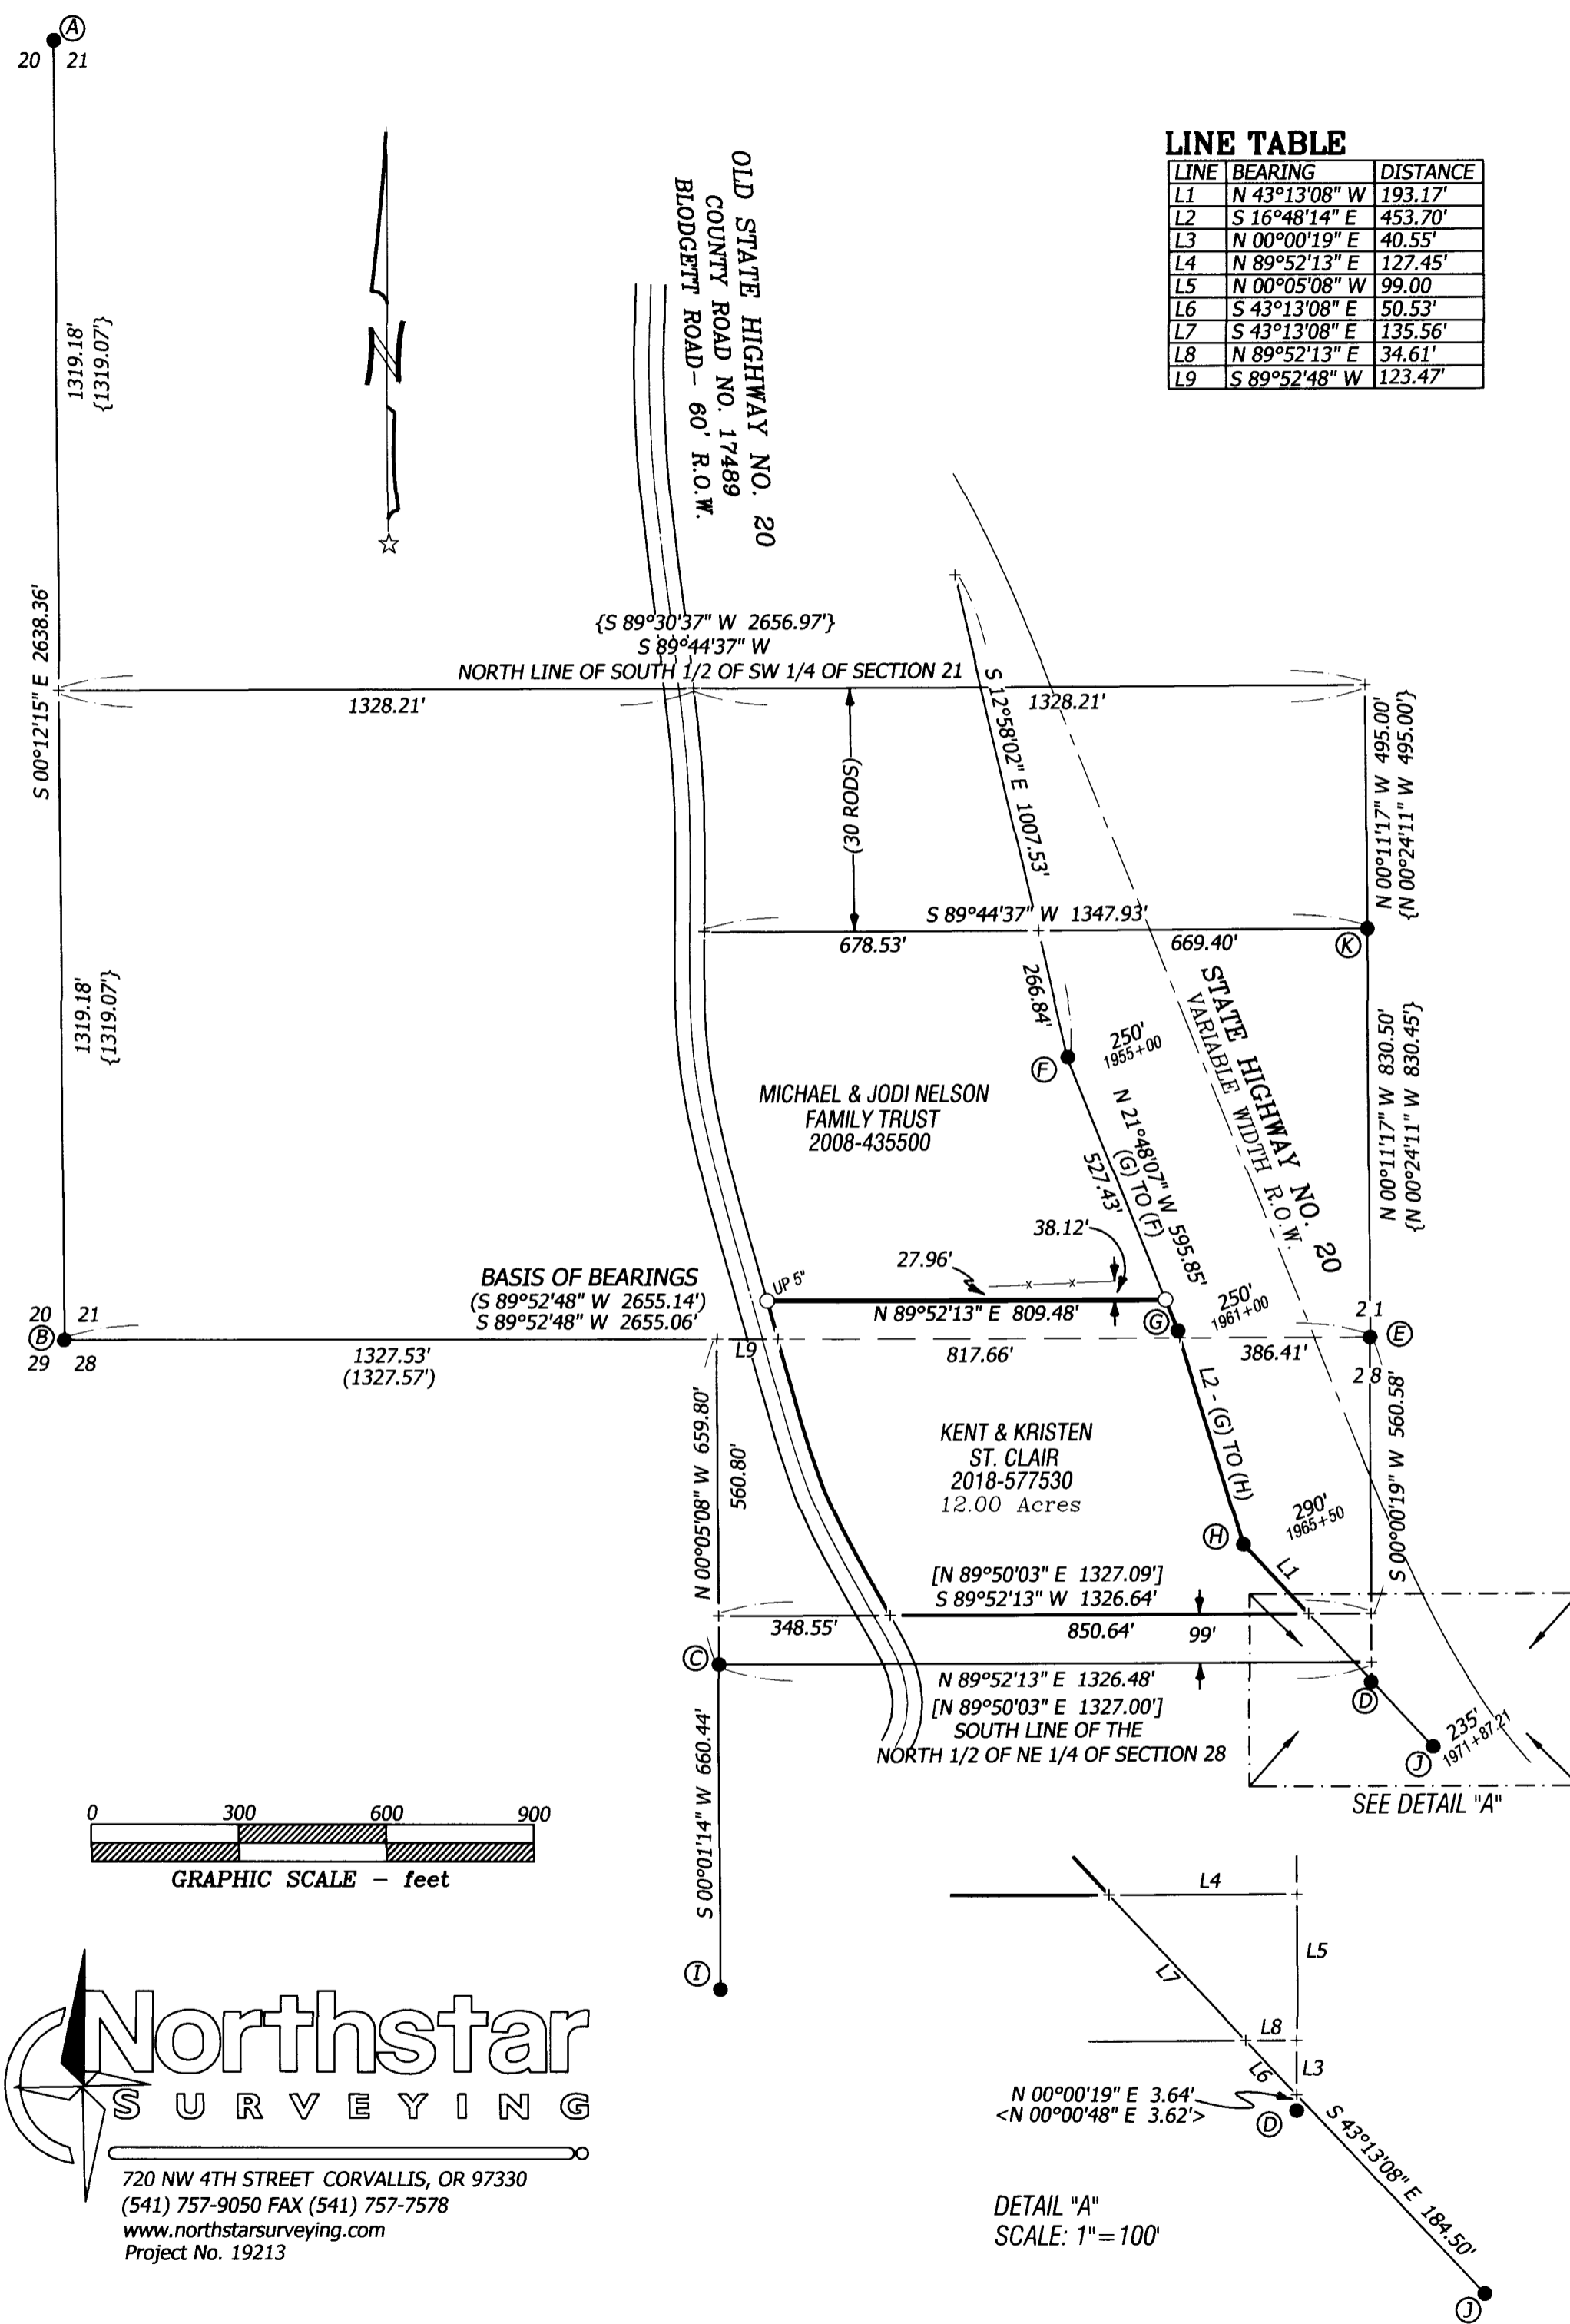 A
20 21
LINE TABLE
LINE BEARING DISTANCE
L1 N 43°13'08" W 193.17'
L2 S 16°48'14" E 453.70'
L3 N 00°00'19" E 40.55'
L4 N 89°52'13" E 127.45'
L5 N 00°05'08" W 99.00
L6 S 43°13'08" E 50.53'
L7 S 43°13'08" E 135.56'
L8 N 89°52'13" E 34.61'
L9 S 89°52'48" W 123.47'
N
OLD STATE HIGHWAY NO. 20
COUNTY ROAD NO. 17489
BLODGETT ROAD- 60' R.O.W.
1319.18'
{1319.07'}
S 00°12'15" E 2638.36'
{S 89°30'37" W 2656.97'}
S 89°44'37" W
NORTH LINE OF SOUTH 1/2 OF SW 1/4 OF SECTION 21
1328.21'
1328.21'
S 12°58'02" E 1007.53'
(30 RODS)
N 00°11'17" W 495.00'
{N 00°24'11" W 495.00'}
S 89°44'37" W 1347.93'
678.53'
669.40'
K
1319.18'
{1319.07'}
266.84'
F
250'
1955+00
STATE HIGHWAY NO. 20
VARIABLE WIDTH R.O.W.
N 00°11'17" W 830.50'
{N 00°24'11" W 830.45'}
MICHAEL & JODI NELSON
FAMILY TRUST
2008-435500
N 21°48'07" W 595.85'
(G) TO (F)
527.43'
38.12'
27.96'
UP 5"
N 89°52'13" E 809.48'
250'
1961+00
G
BASIS OF BEARINGS
(S 89°52'48" W 2655.14')
S 89°52'48" W 2655.06'
20 21
B
29 28
1327.53'
(1327.57')
L9
817.66'
386.41'
21
E
28
N 00°05'08" W 659.80'
560.80'
KENT & KRISTEN
ST. CLAIR
2018-577530
12.00 Acres
L2 - (G) TO (H)
S 00°00'19" W 560.58'
H
290'
1965+50
L1
[N 89°50'03" E 1327.09']
S 89°52'13" W 1326.64'
348.55'
850.64'
99'
C
N 89°52'13" E 1326.48'
[N 89°50'03" E 1327.00']
SOUTH LINE OF THE
NORTH 1/2 OF NE 1/4 OF SECTION 28
D
235'
1971+87.21
J
SEE DETAIL "A"
S 00°01'14" W 660.44'
I
0 300 600 900
GRAPHIC SCALE - feet
L4
L5
L7
L8
L3
L6
N 00°00'19" E 3.64'
<N 00°00'48" E 3.62'>
D
S 43°13'08" E 184.50'
J
DETAIL "A"
SCALE: 1"=100'
Northstar
SURVEYING
720 NW 4TH STREET CORVALLIS, OR 97330
(541) 757-9050 FAX (541) 757-7578
www.northstarsurveying.com
Project No. 19213